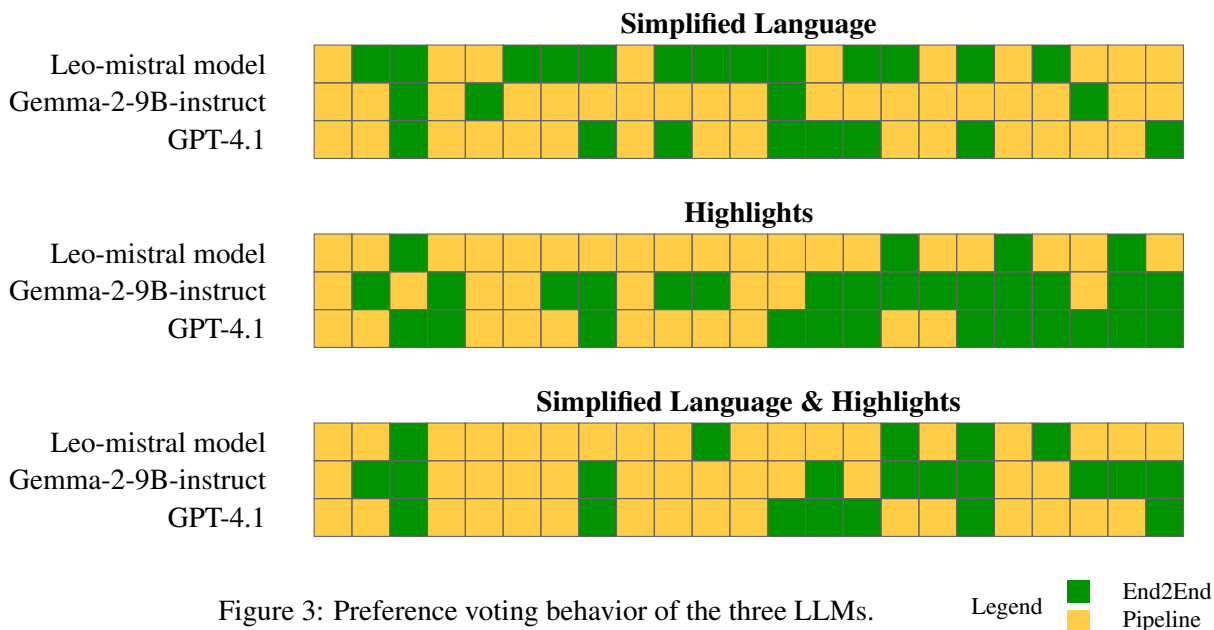 Simplified Language
Leo-mistral model
Gemma-2-9B-instruct
GPT-4.1
Highlights
Leo-mistral model
Gemma-2-9B-instruct
GPT-4.1
Simplified Language & Highlights
Leo-mistral model
Gemma-2-9B-instruct
GPT-4.1
Figure 3: Preference voting behavior of the three LLMs.
Legend
End2End
Pipeline